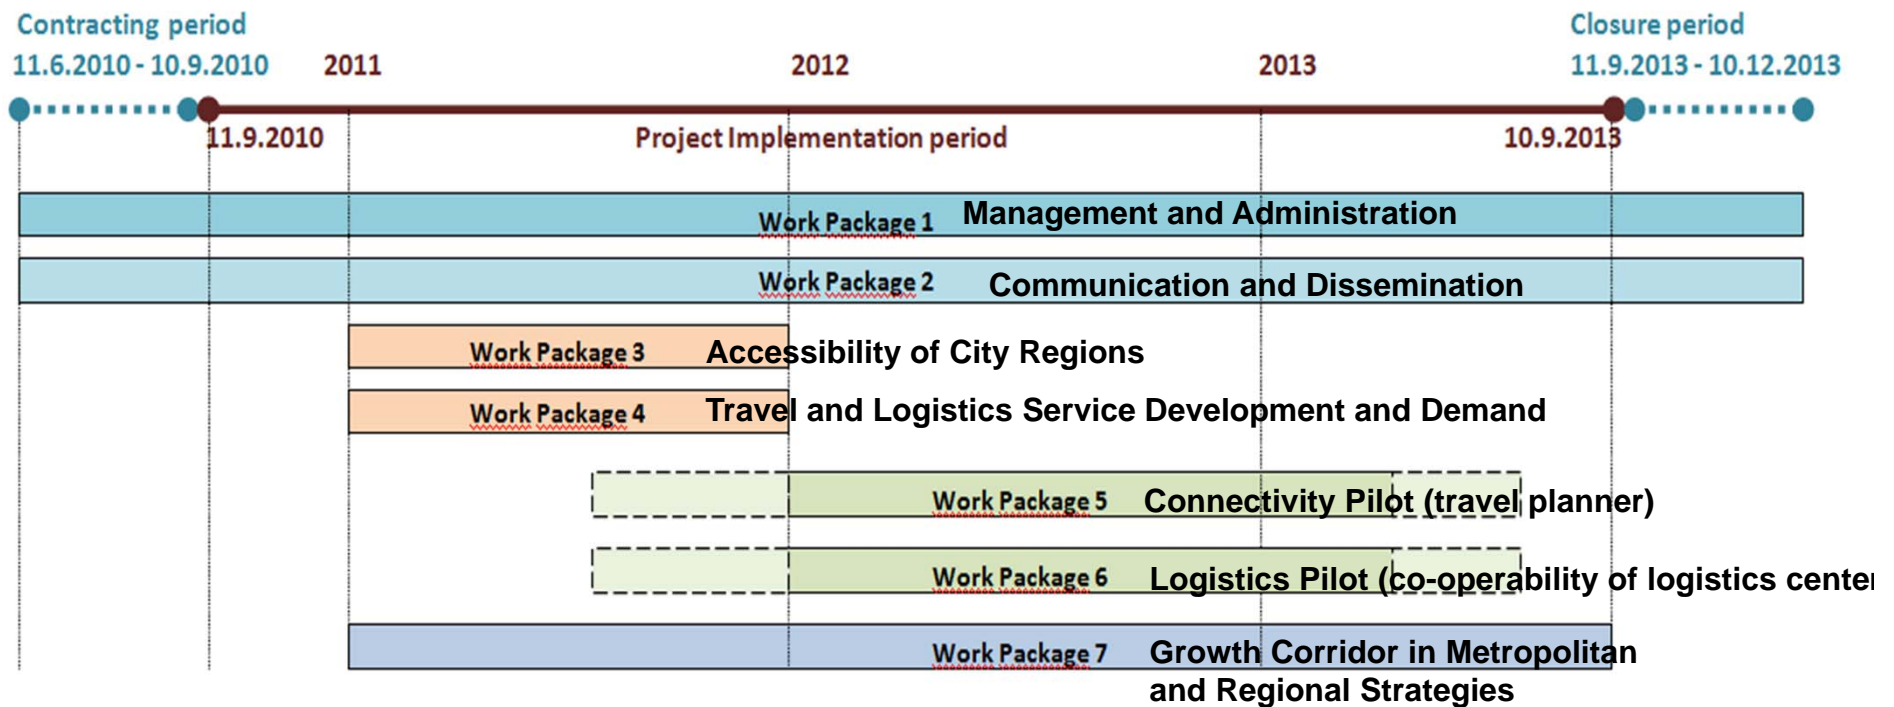 Contracting period
11.6.2010 - 10.9.2010
2011
2012
2013
Closure period
11.9.2013 - 10.12.2013
11.9.2010
Project Implementation period
10.9.2013
Work Package 1 Management and Administration
Work Package 2 Communication and Dissemination
Work Package 3 Accessibility of City Regions
Work Package 4 Travel and Logistics Service Development and Demand
Work Package 5 Connectivity Pilot (travel planner)
Work Package 6 Logistics Pilot (co-operability of logistics center
Work Package 7 Growth Corridor in Metropolitan
and Regional Strategies